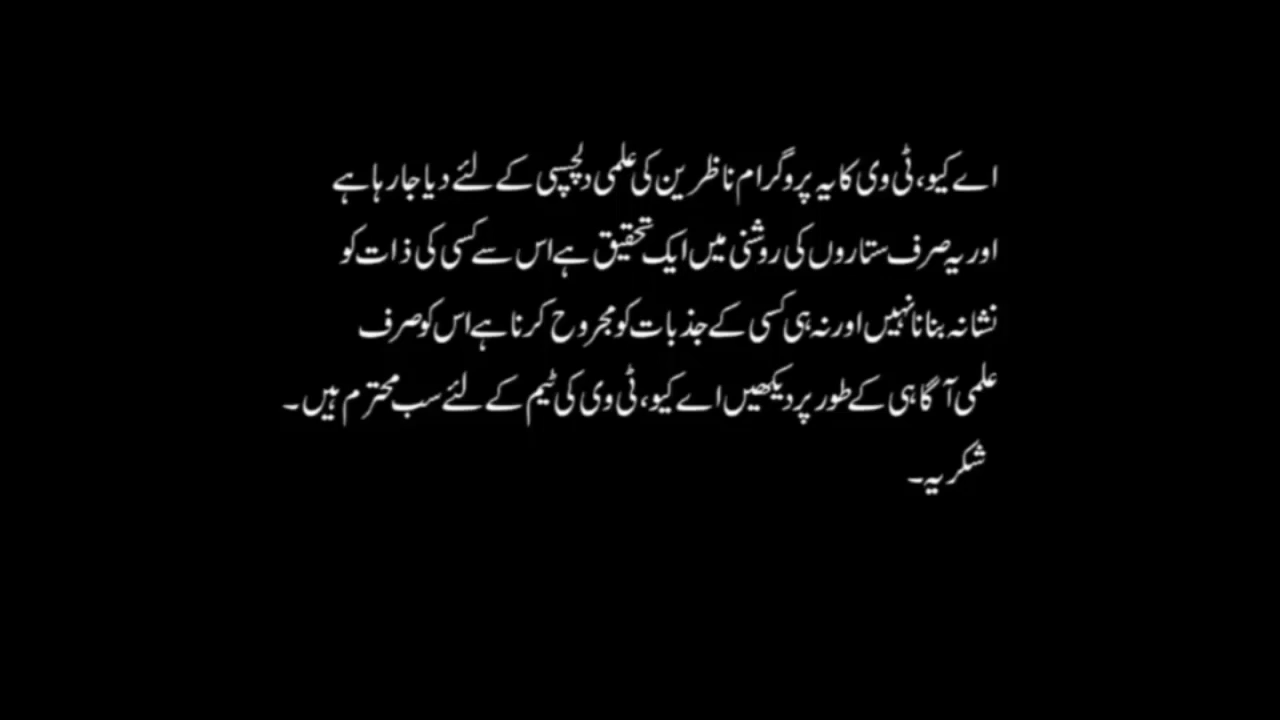 اے کیو، ٹی وی کا یہ پروگرام ناظرین کی علمی دلچسپی کے لئے دیا جا رہا ہے
اور یہ صرف ستاروں کی روشنی میں ایک تحقیق ہے اس سے کسی کی ذات کو
نشانہ بنانا نہیں اور نہ ہی کسی کے جذبات کو مجروح کرنا ہے اس کو صرف
علمی آگاہی کے طور پر دیکھیں اے کیو، ٹی وی کی ٹیم کے لئے سب محترم ہیں۔
شکریہ۔